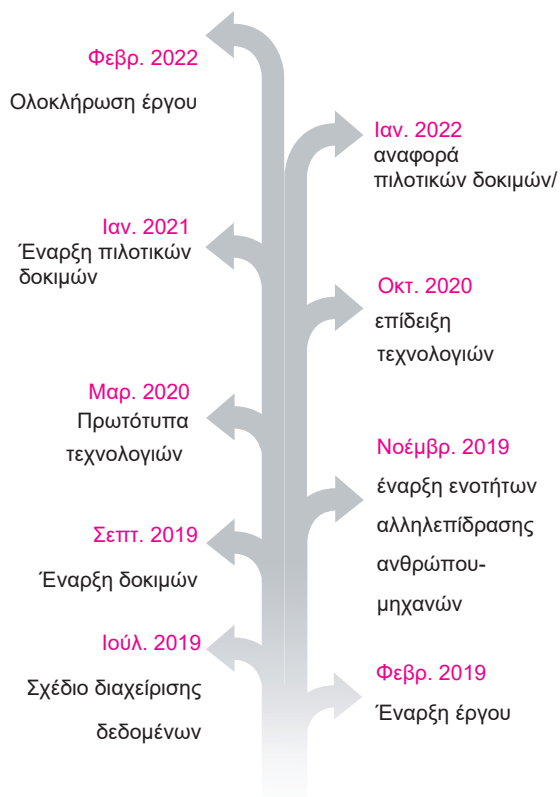 Φεβρ. 2022
Ολοκλήρωση έργου
Ιαν. 2022
αναφορά
πιλοτικών δοκιμών/
Ιαν. 2021
Έναρξη πιλοτικών
δοκιμών
Οκτ. 2020
επίδειξη
τεχνολογιών
Μαρ. 2020
Πρωτότυπα
τεχνολογιών
Νοέμβρ. 2019
έναρξη ενοτήτων
αλληλεπίδρασης
ανθρώπου-
μηχανών
Σεπτ. 2019
Έναρξη δοκιμών
Ιούλ. 2019
Σχέδιο διαχείρισης
δεδομένων
Φεβρ. 2019
Έναρξη έργου